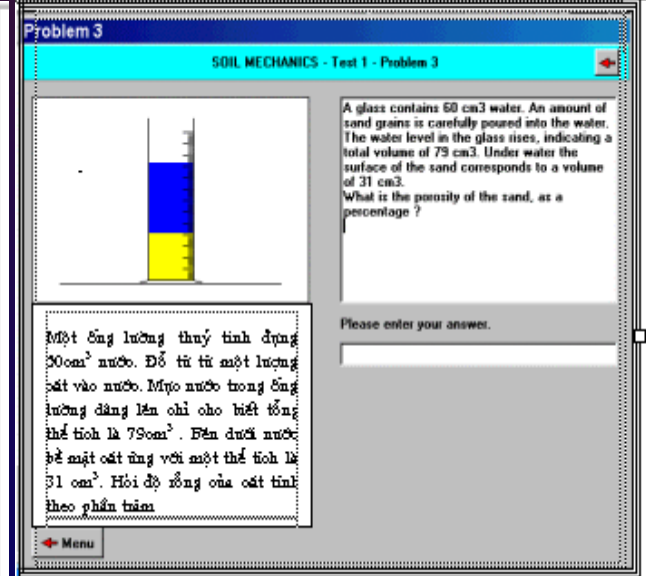 Problem 3
SOIL MECHANICS - Test 1 - Problem 3
A glass contains 60 cm3 water. An amount of
sand grains is carefully poured into the water.
The water level in the glass rises, indicating a
total volume of 79 cm3. Under water the
surface of the sand corresponds to a volume
of 31 cm3.
What is the porosity of the sand, as a
percentage ?
Please enter your answer.
Một ống lường thuỷ tinh đựng
nước. Đổ từ từ một lượng
cát vào nước. Mực nước trong ống
lường dâng lên chỉ cho biết tổng
thể tích là 79cm³ . Bên dưới nước
bề mặt cát ứng với một thể tích là
31 cm³. Hỏi độ rỗng của cát tính
theo phần trăm
Menu